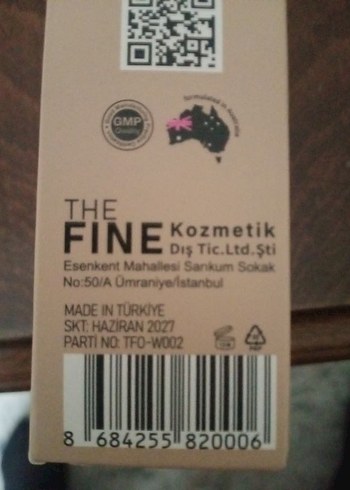 GMP
Quality
formulated in Australia
THE
FINE Kozmetik
Dış Tic.Ltd.Şti
Esenkent Mahallesi Sarıkum Sokak
No:50/A Ümraniye/İstanbul
MADE IN TÜRKİYE
SKT: HAZİRAN 2027
PARTİ NO: TFO-W002
8 684255 820006